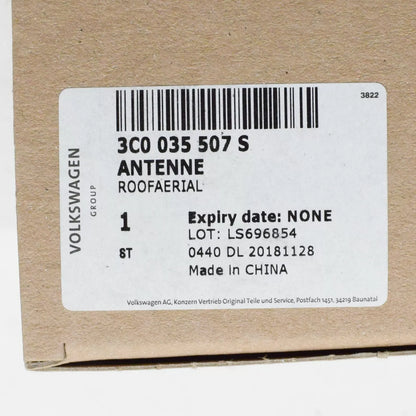 3822
3C0 035 507 S
ANTENNE
ROOFAERIAL
VOLKSWAGEN
GROUP
1 Expiry date: NONE
LOT: LS696854
ST 0440 DL 20181128
Made in CHINA
Volkswagen AG, Konzern Vertrieb Original Teile und Service, Postfach 1451, 34219 Baunatal